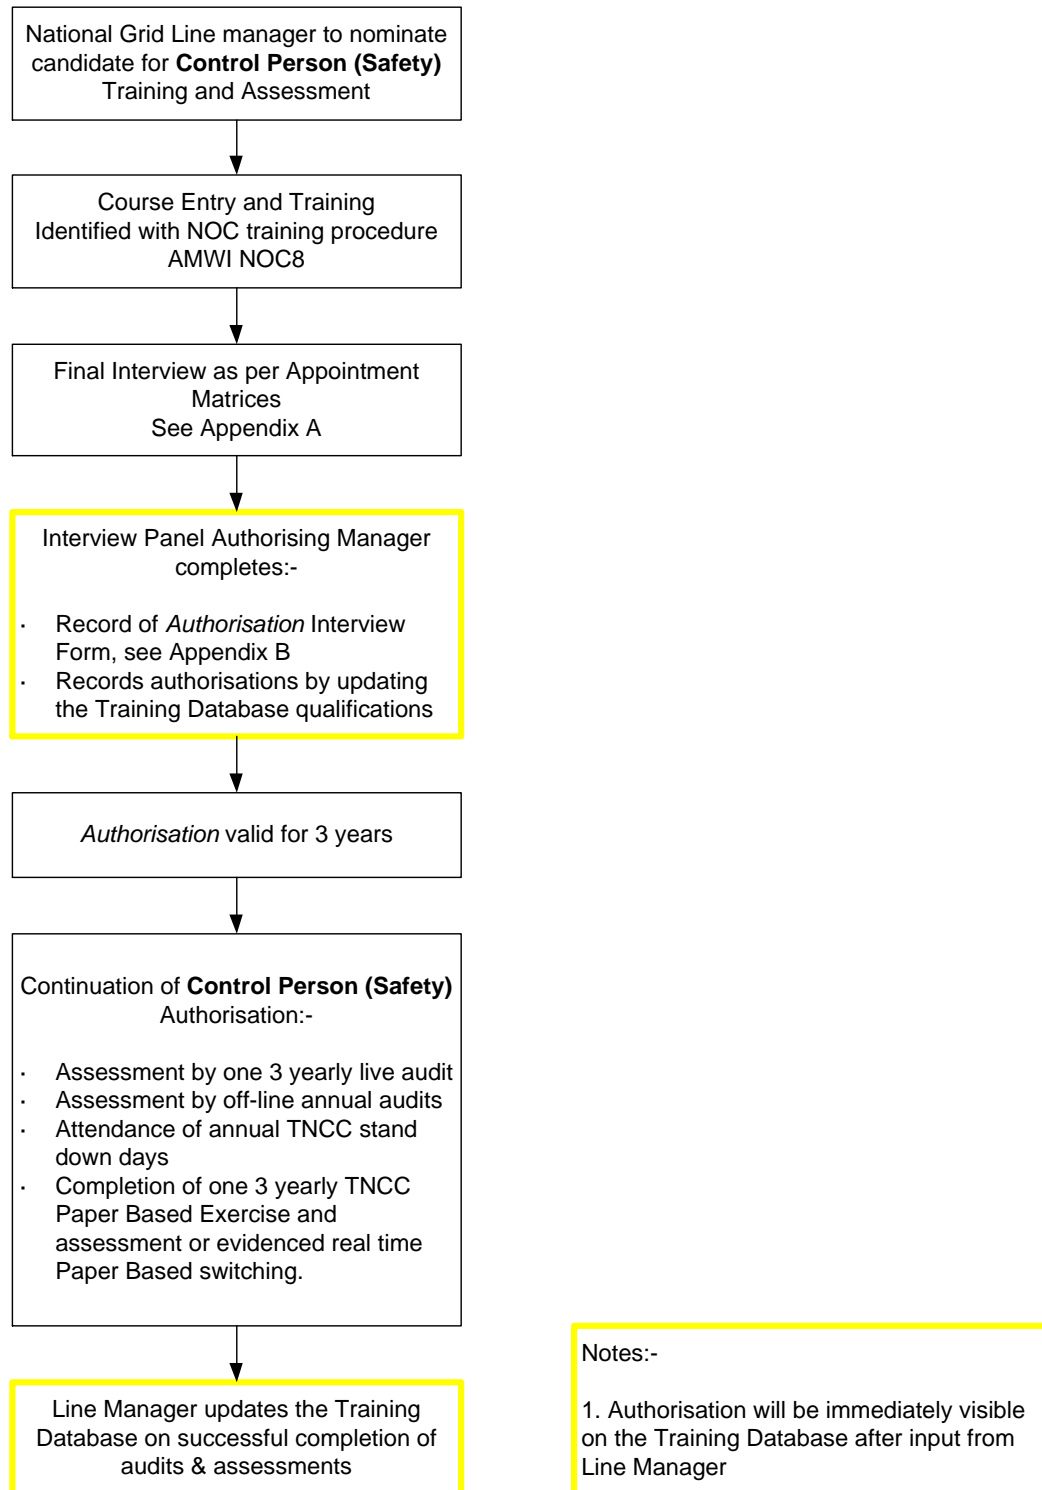 National Grid Line manager to nominate
candidate for Control Person (Safety)
Training and Assessment
Course Entry and Training
Identified with NOC training procedure
AMWI NOC8
Final Interview as per Appointment
Matrices
See Appendix A
Interview Panel Authorising Manager
completes:-
· Record of Authorisation Interview
Form, see Appendix B
· Records authorisations by updating
the Training Database qualifications
Authorisation valid for 3 years
Continuation of Control Person (Safety)
Authorisation:-
· Assessment by one 3 yearly live audit
· Assessment by off-line annual audits
· Attendance of annual TNCC stand
down days
· Completion of one 3 yearly TNCC
Paper Based Exercise and
assessment or evidenced real time
Paper Based switching.
Line Manager updates the Training
Database on successful completion of
audits & assessments
Notes:-
1. Authorisation will be immediately visible
on the Training Database after input from
Line Manager